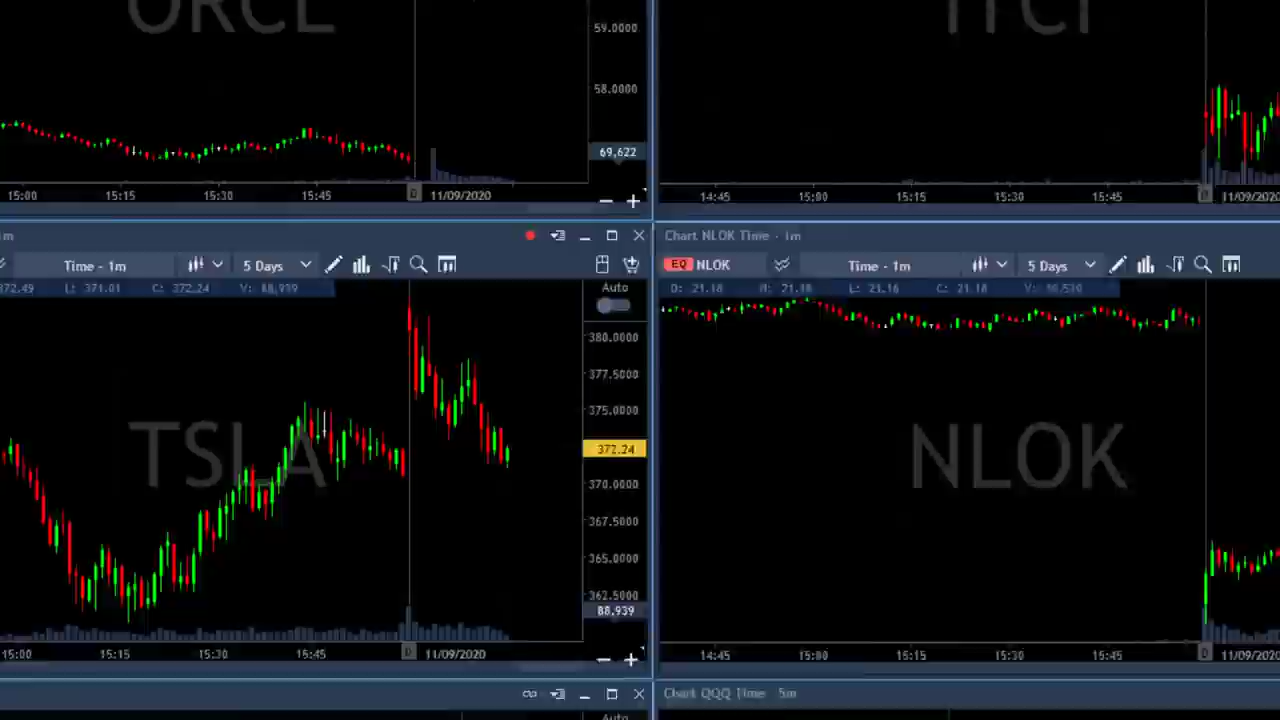 ORCL
ITCI
59.0000
58.0000
69,622
15:00 15:15 15:30 15:45 D 11/09/2020
14:45 15:00 15:15 15:30 15:45 D 11/09/2020
1m
Chart NLOK Time - 1m
Time - 1m 5 Days
EQ NLOK Time - 1m 5 Days
372.49 L: 371.01 C: 372.24 V: 88,939
Auto
O: 21.18 H: 21.18 L: 21.16 C: 21.18
380.0000
377.5000
375.0000
372.24
370.0000
367.5000
365.0000
362.5000
88,939
TSLA
NLOK
15:00 15:15 15:30 15:45 D 11/09/2020
14:45 15:00 15:15 15:30 15:45 D 11/09/2020
Chart QQQ Time - 5m
Auto